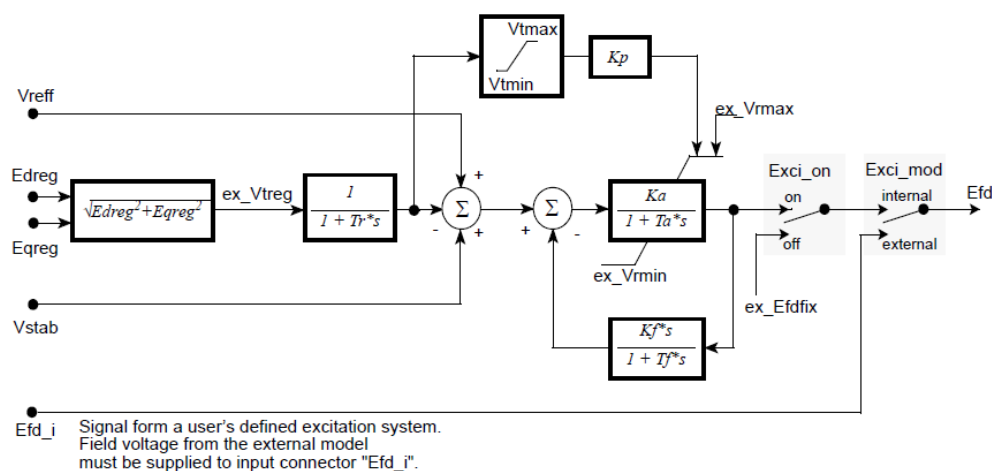 Vtmax
Vtmin
Kp
Vreff
ex_Vrmax
Edreg
Eqreg
√Edreg²+Eqreg²
ex_Vtreg
1
1 + Tr*s
+
-
Σ
+
+
Σ
-
Ka
1 + Ta*s
ex_Vrmin
Exci_on
on
off
Exci_mod
internal
external
Efd
ex_Efdfix
Vstab
Kf*s
1 + Tf*s
Efd_i
Signal form a user's defined excitation system.
Field voltage from the external model
must be supplied to input connector "Efd_i".